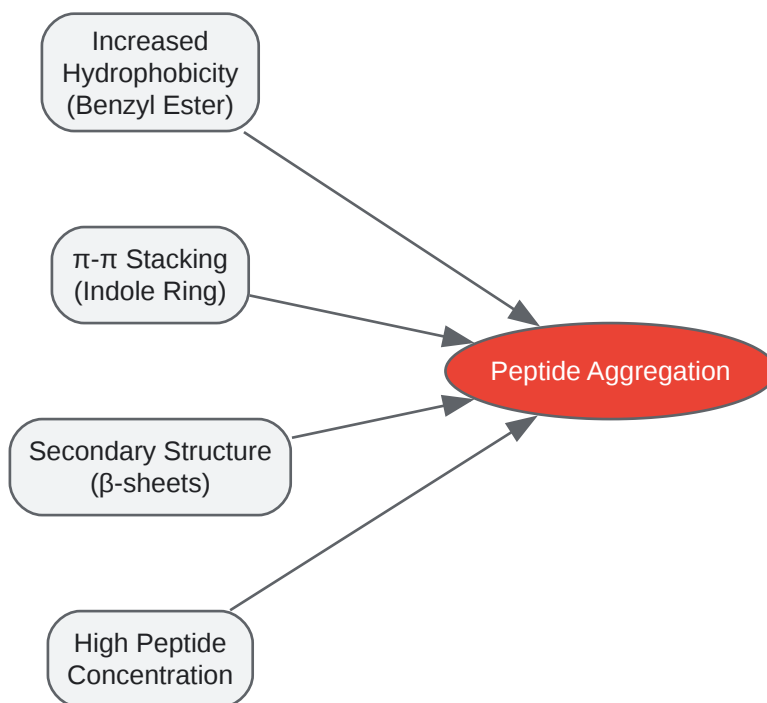 Increased
Hydrophobicity
(Benzyl Ester)
π-π Stacking
(Indole Ring)
Peptide Aggregation
Secondary Structure
(β-sheets)
High Peptide
Concentration